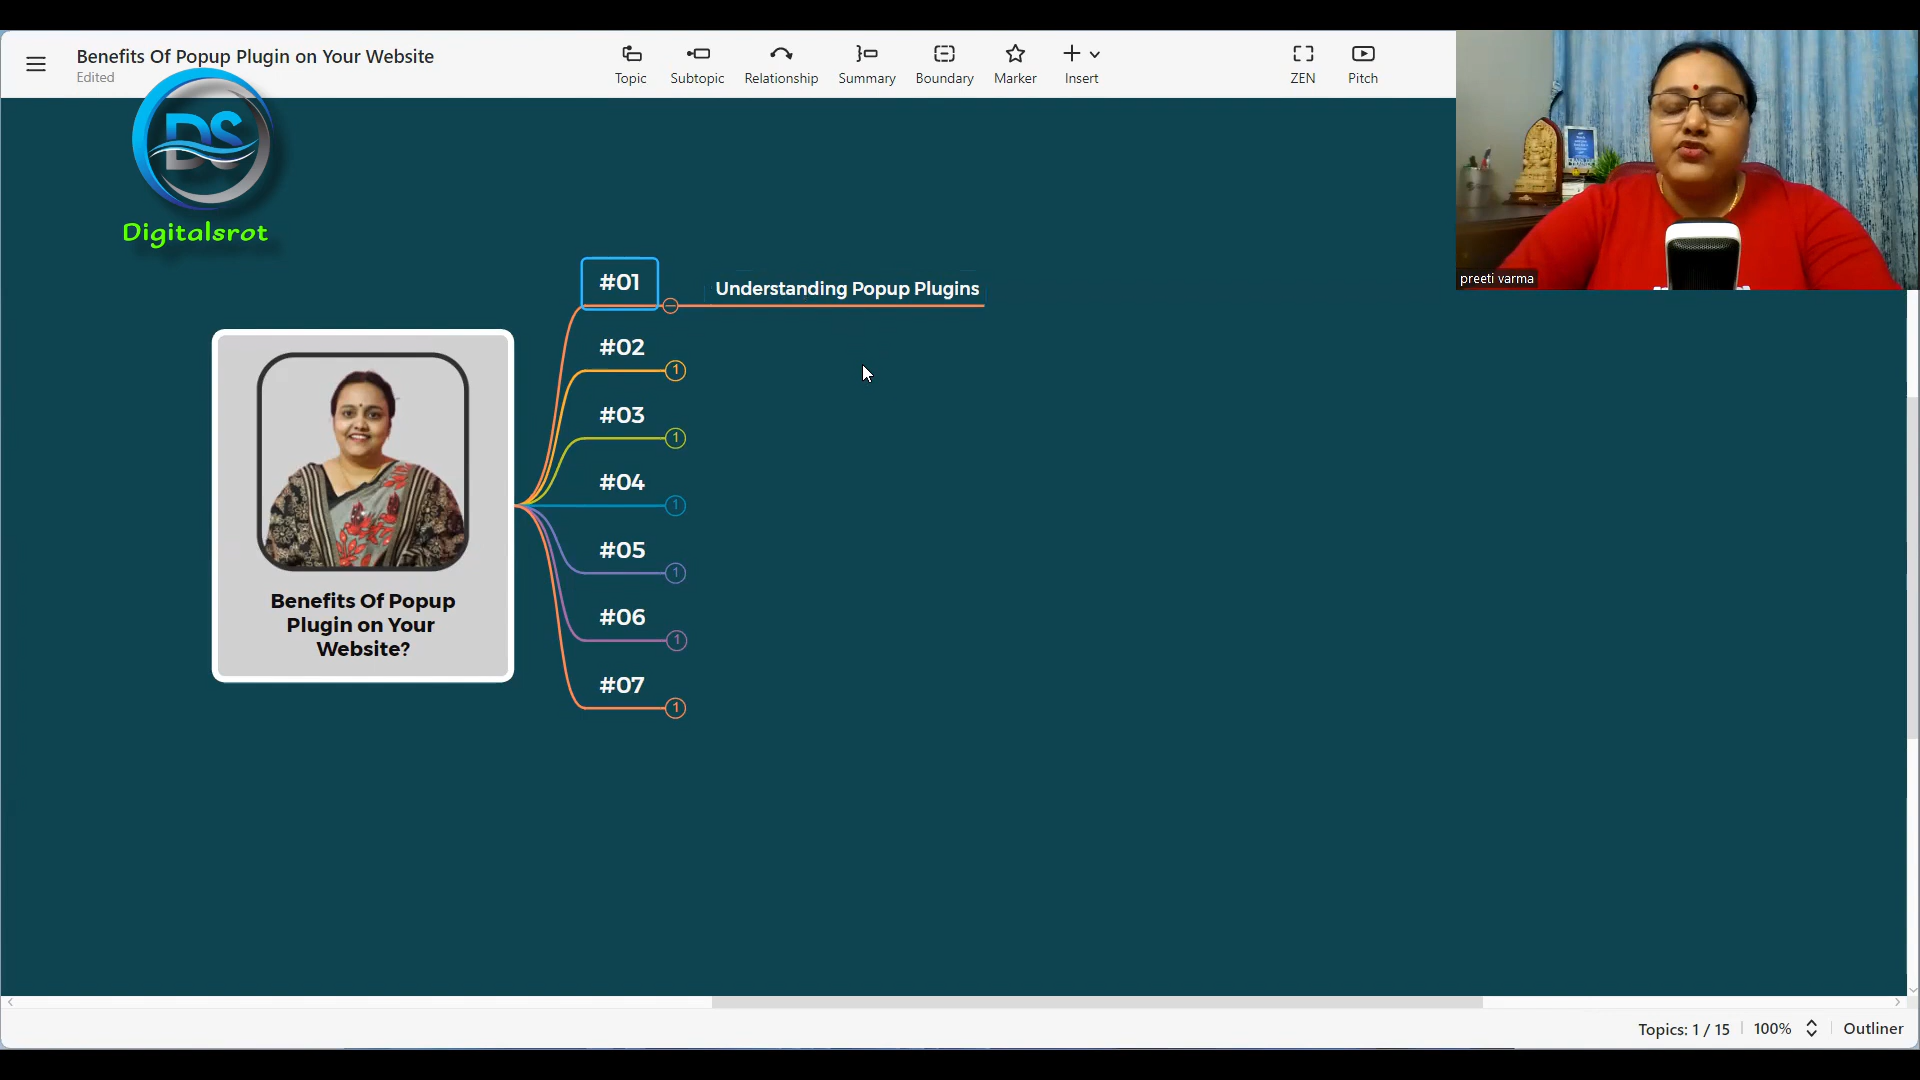 Benefits Of Popup Plugin on Your Website
Edited
Topic
Subtopic
Relationship
Summary
Boundary
Marker
Insert
ZEN
Pitch
DS
Digitalsrot
preeti varma
#01
Understanding Popup Plugins
#02
1
#03
1
#04
1
#05
1
#06
1
#07
1
Benefits Of Popup
Plugin on Your
Website?
Topics: 1 / 15
100%
Outliner